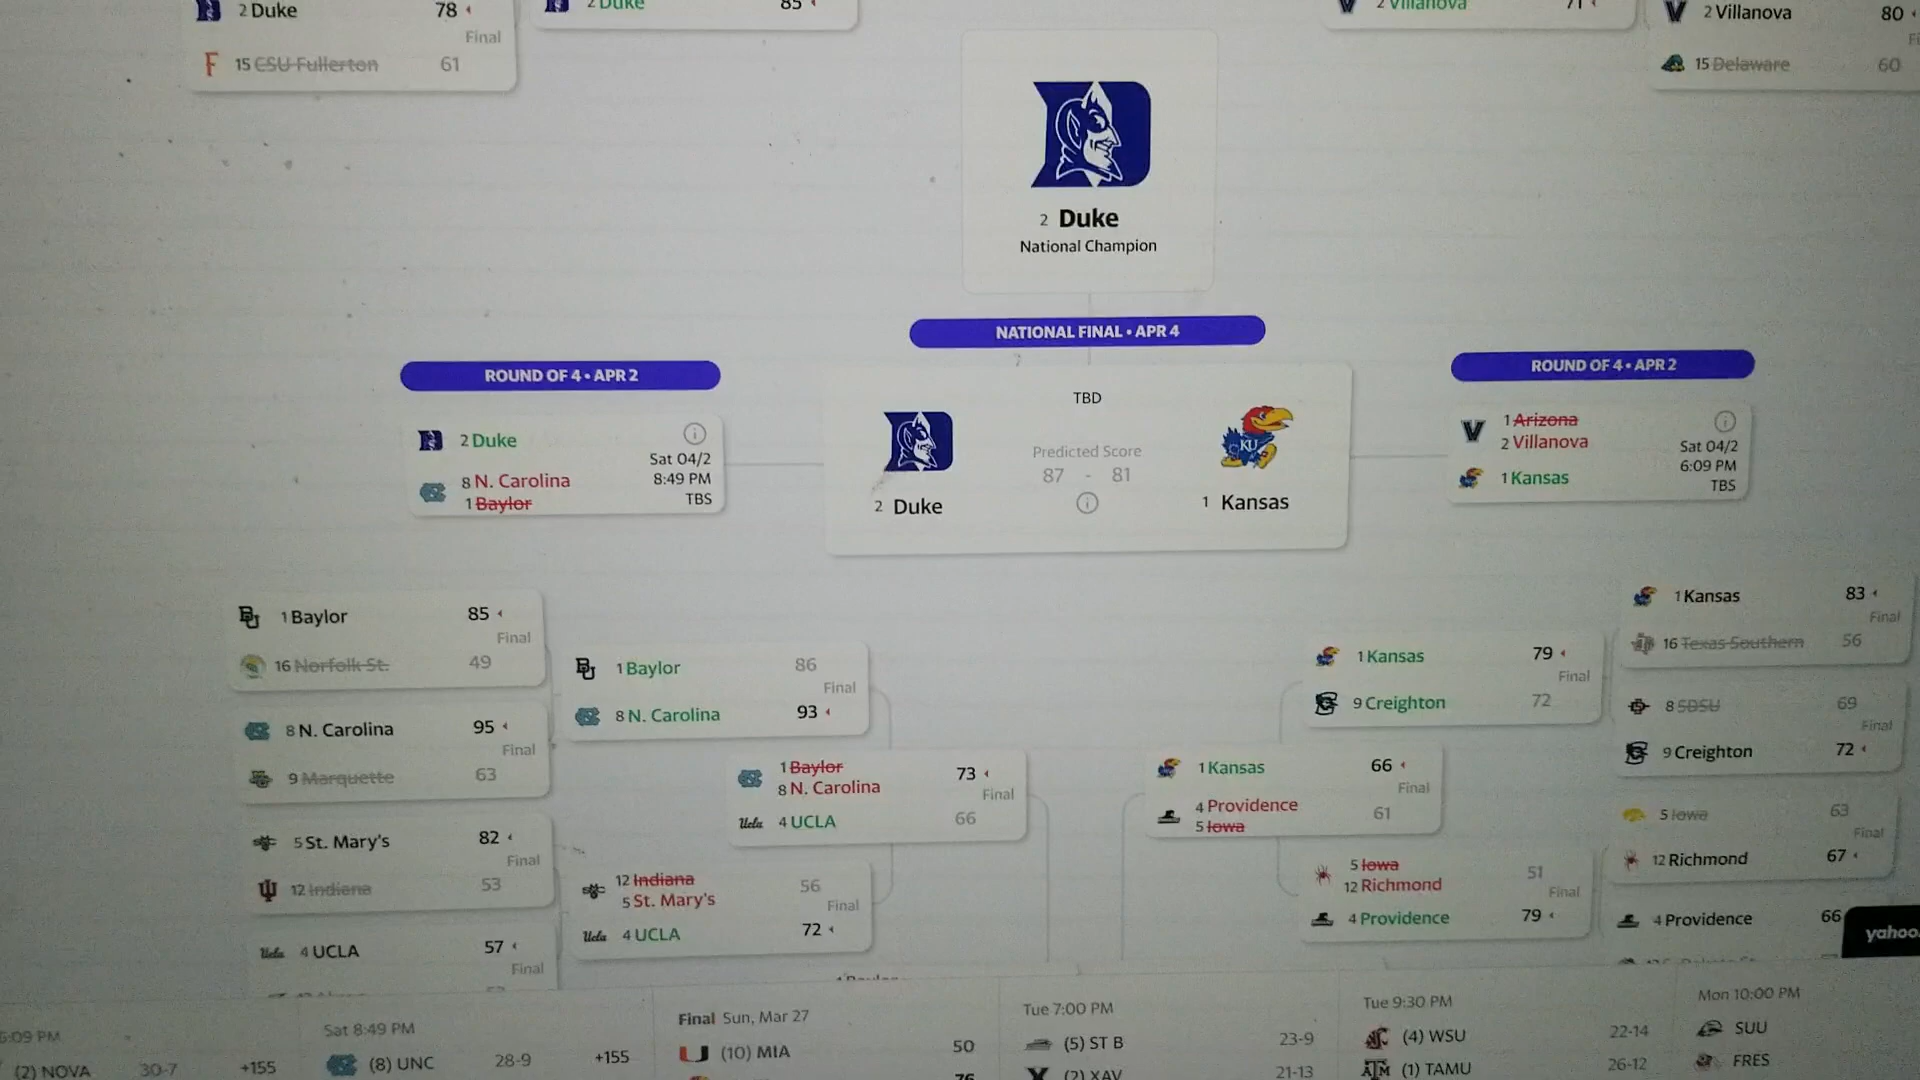 2 Duke 78
Final
15 CSU Fullerton 61
2 Duke 85
2 Villanova 71
2 Villanova 80
15 Delaware 60
2 Duke
National Champion
NATIONAL FINAL • APR 4
ROUND OF 4 • APR 2
2 Duke
8 N. Carolina
1 Baylor
Sat 04/2
8:49 PM
TBS
TBD
Predicted Score
87 - 81
2 Duke
1 Kansas
KU
ROUND OF 4 • APR 2
1 Arizona
2 Villanova
1 Kansas
Sat 04/2
6:09 PM
TBS
1 Baylor 85
Final
16 Norfolk St. 49
8 N. Carolina 95
Final
9 Marquette 63
5 St. Mary's 82
Final
12 Indiana 53
Ucla 4 UCLA 57
Final
1 Baylor 86
Final
8 N. Carolina 93
1 Baylor
8 N. Carolina 73
Final
Ucla 4 UCLA 66
12 Indiana
5 St. Mary's 56
Final
Ucla 4 UCLA 72
1 Kansas 79
Final
9 Creighton 72
1 Kansas 66
Final
4 Providence
5 Iowa 61
5 Iowa
12 Richmond 51
Final
4 Providence 79
1 Kansas 83
Final
16 Texas Southern 56
8 SDSU 69
Final
9 Creighton 72
5 Iowa 63
Final
12 Richmond 67
4 Providence 66
yahoo
6:09 PM
(2) NOVA 30-7 +155
Sat 8:49 PM
(8) UNC 28-9 +155
Final Sun, Mar 27
(10) MIA 50
76
Tue 7:00 PM
(5) ST B 23-9
(2) XAV 21-13
Tue 9:30 PM
(4) WSU 22-14
(1) TAMU 26-12
Mon 10:00 PM
SUU
FRES